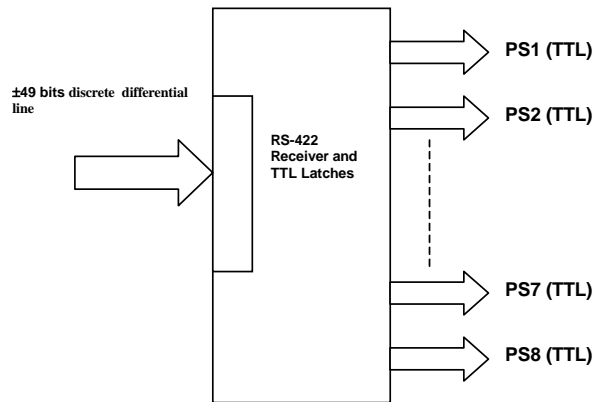 ±49 bits discrete differential
line
RS-422
Receiver and
TTL Latches
PS1 (TTL)
PS2 (TTL)
PS7 (TTL)
PS8 (TTL)